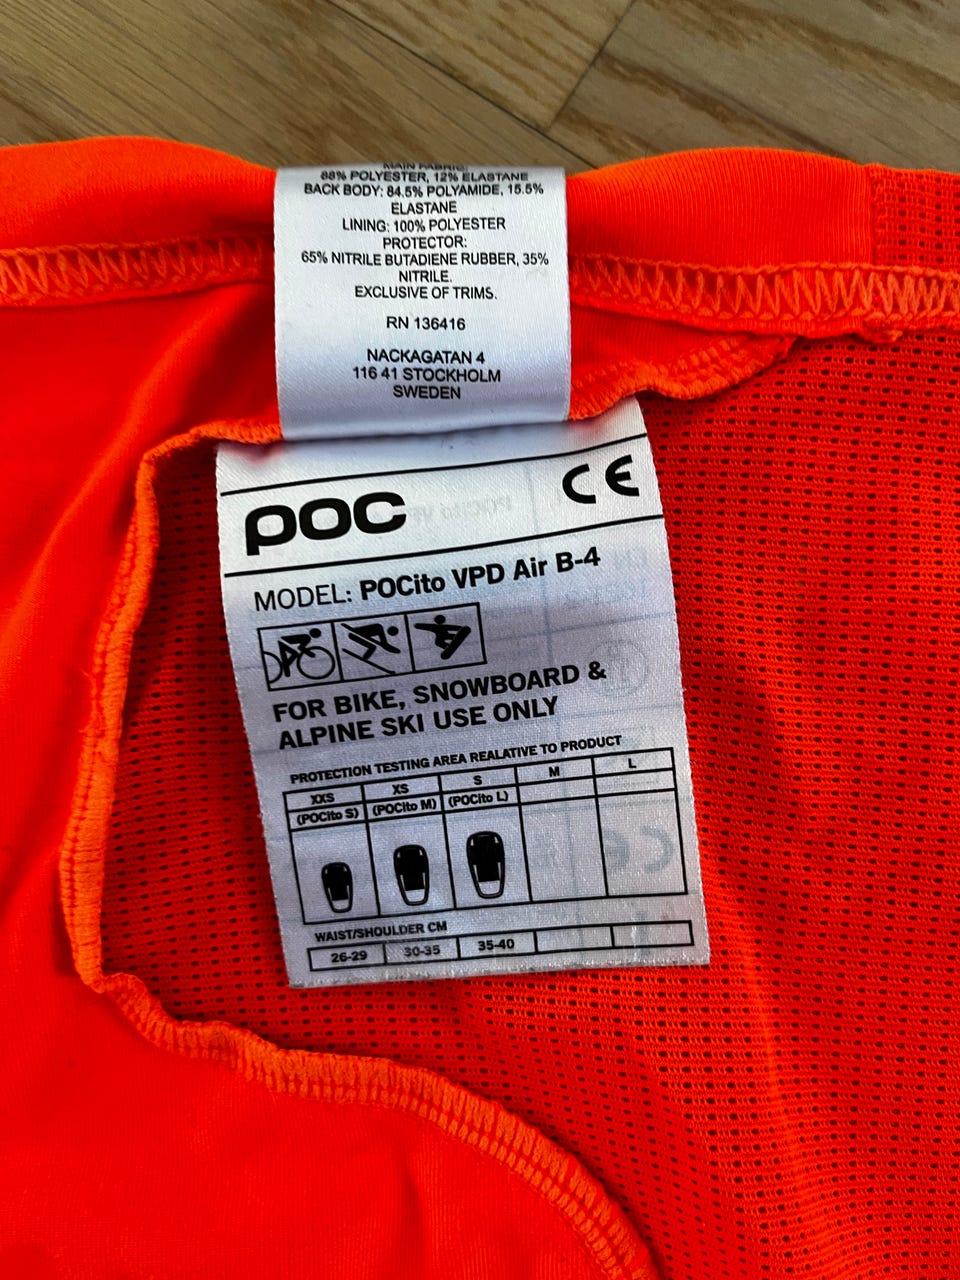 MAIN FABRIC:
88% POLYESTER, 12% ELASTANE
BACK BODY: 84.5% POLYAMIDE, 15.5%
ELASTANE
LINING: 100% POLYESTER
PROTECTOR:
65% NITRILE BUTADIENE RUBBER, 35%
NITRILE.
EXCLUSIVE OF TRIMS.
RN 136416
NACKAGATAN 4
116 41 STOCKHOLM
SWEDEN
POC CE
MODEL: POCito VPD Air B-4
FOR BIKE, SNOWBOARD &
ALPINE SKI USE ONLY
PROTECTION TESTING AREA REALATIVE TO PRODUCT
XXS XS S M L
(POCito S) (POCito M) (POCito L)
WAIST/SHOULDER CM
26-29 30-35 35-40